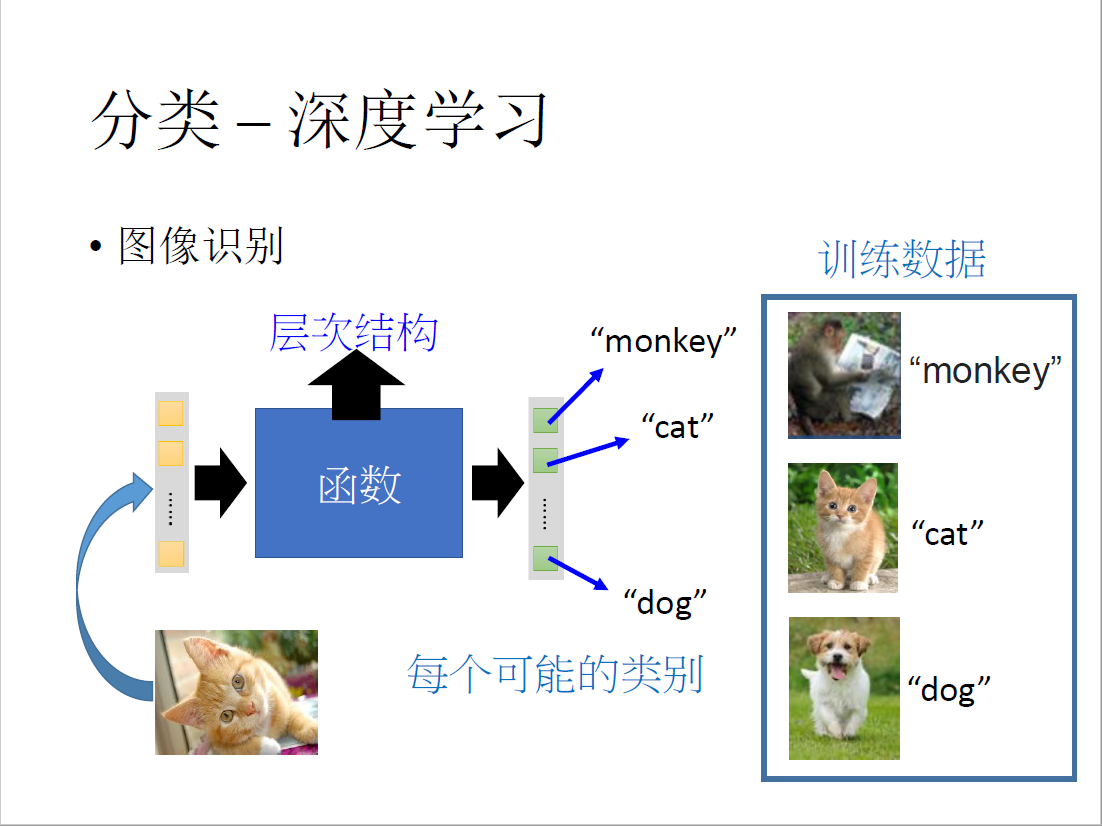 分类 – 深度学习
• 图像识别
训练数据
层次结构
“monkey”
“cat”
函数
……
……
“dog”
每个可能的类别
“monkey”
“cat”
“dog”